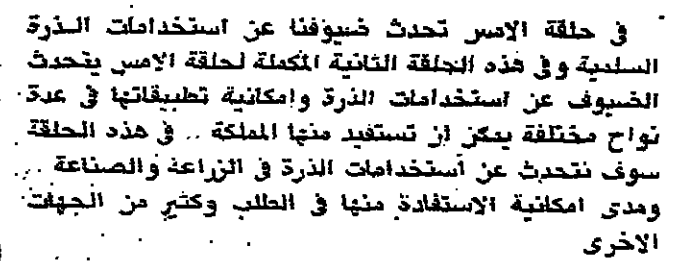 في حلقة الامس تحدث ضيوفنا عن استخدامات الذرة
السلمية وفي هذه الحلقة الثانية المكملة لحلقة الامس يتحدث
الضيوف عن استخدامات الذرة وإمكانية تطبيقاتها في عدة
نواح مختلفة يمكن ان تستفيد منها المملكة .. في هذه الحلقة
سوف نتحدث عن استخدامات الذرة في الزراعة والصناعة ..
ومدى امكانية الاستفادة منها في الطب وكثير من الجهات
الاخرى